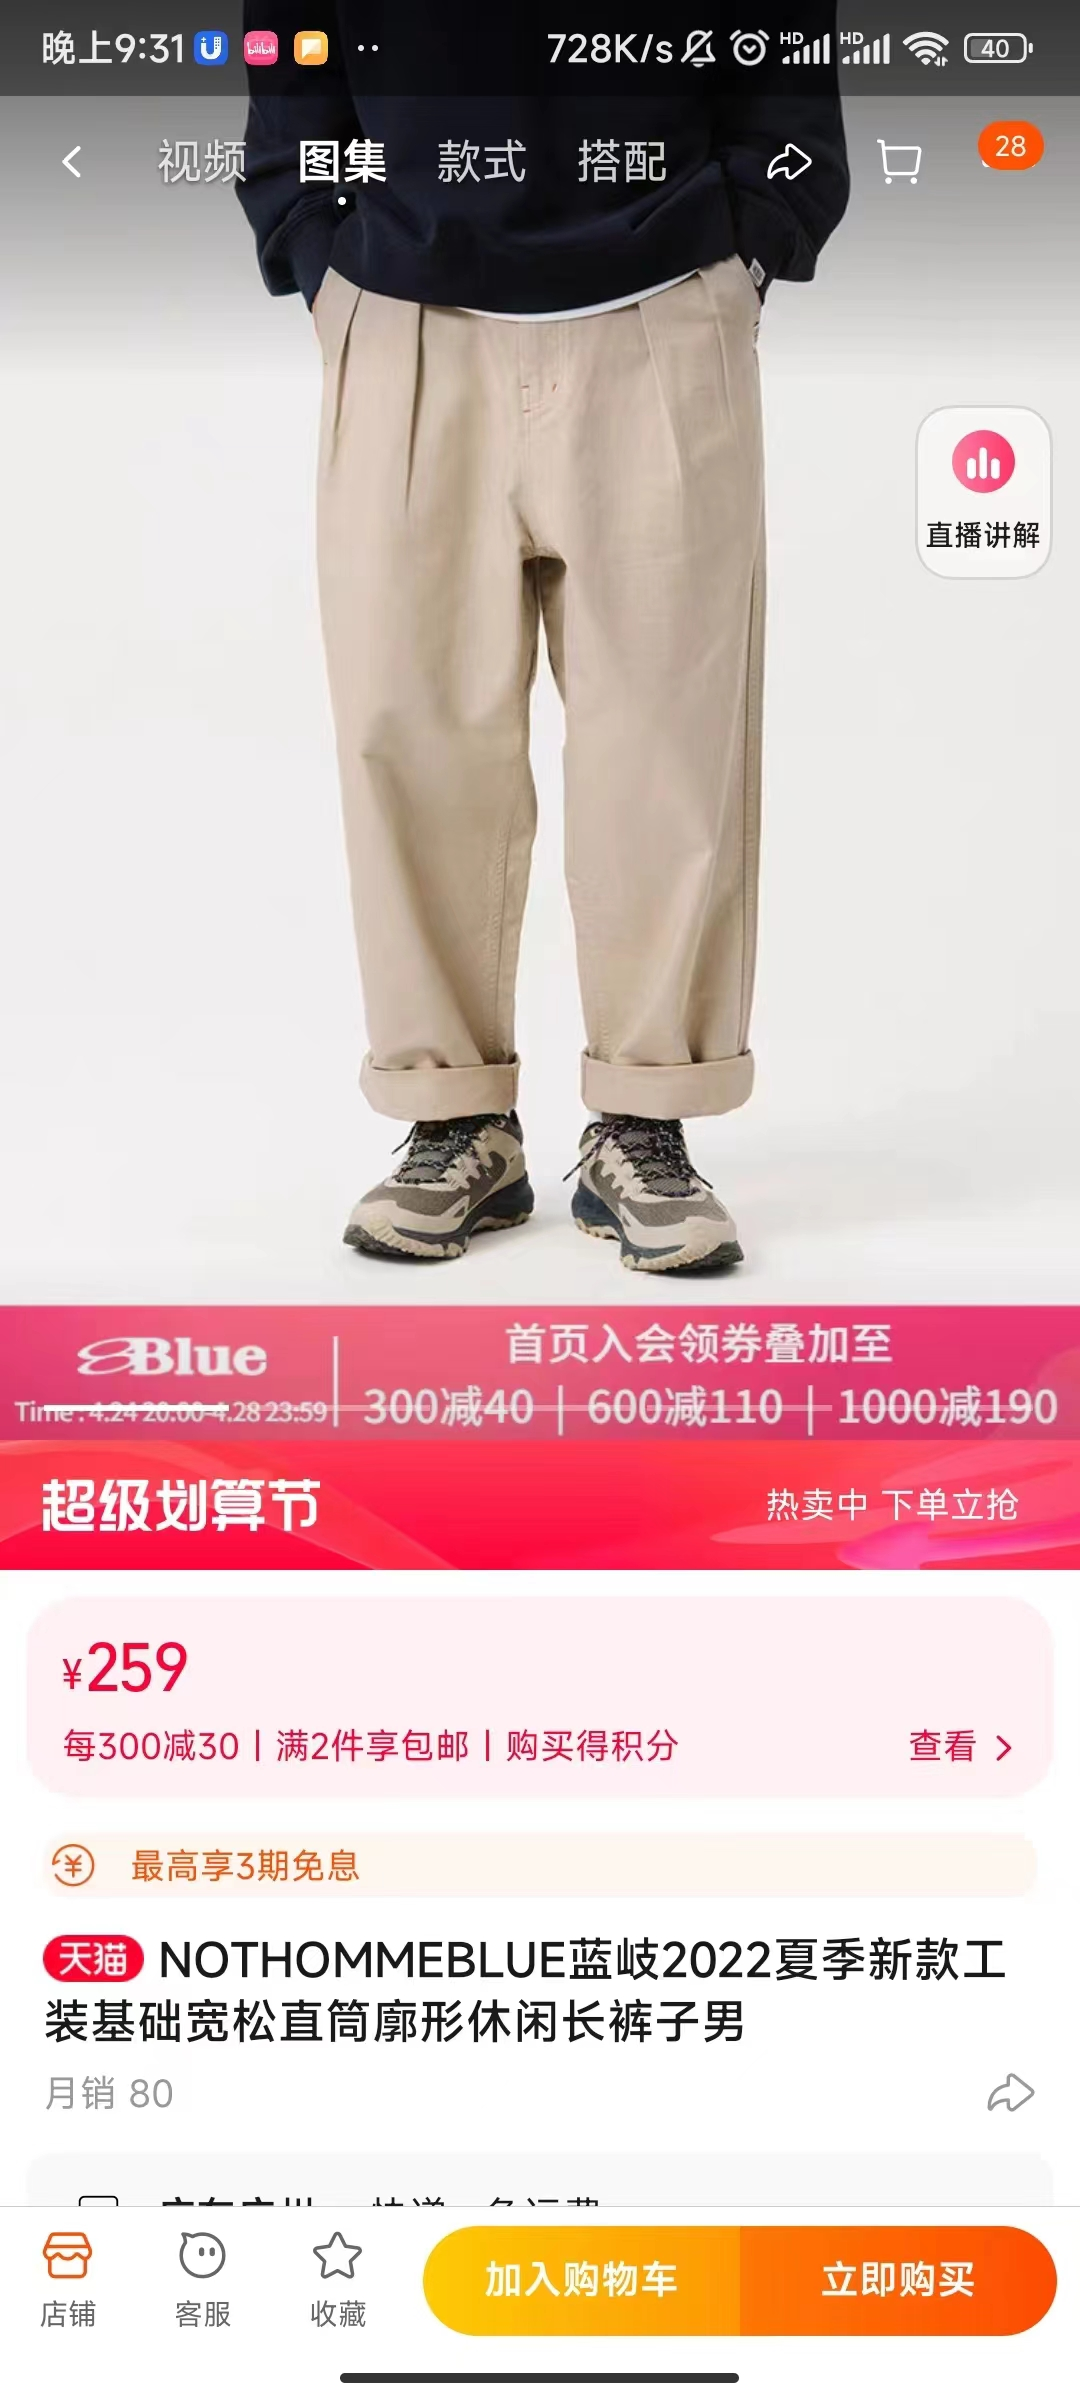 晚上9:31
728K/s
HD
HD
40
视频 图集 款式 搭配
28
直播讲解
Blue
首页入会领券叠加至
Time:4.24 20:00-4.28 23:59
300减40 | 600减110 | 1000减190
超级划算节
热卖中 下单立抢
¥259
每300减30 | 满2件享包邮 | 购买得积分
查看
最高享3期免息
天猫 NOTHOMMEBLUE蓝岐2022夏季新款工
装基础宽松直筒廓形休闲长裤子男
月销 80
店铺
客服
收藏
加入购物车
立即购买